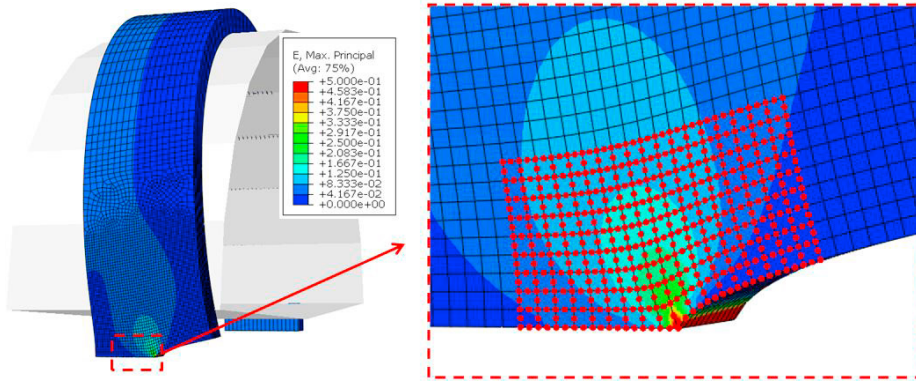 E, Max. Principal
(Avg: 75%)
+5.000e-01
+4.583e-01
+4.167e-01
+3.750e-01
+3.333e-01
+2.917e-01
+2.500e-01
+2.083e-01
+1.667e-01
+1.250e-01
+8.333e-02
+4.167e-02
+0.000e+00